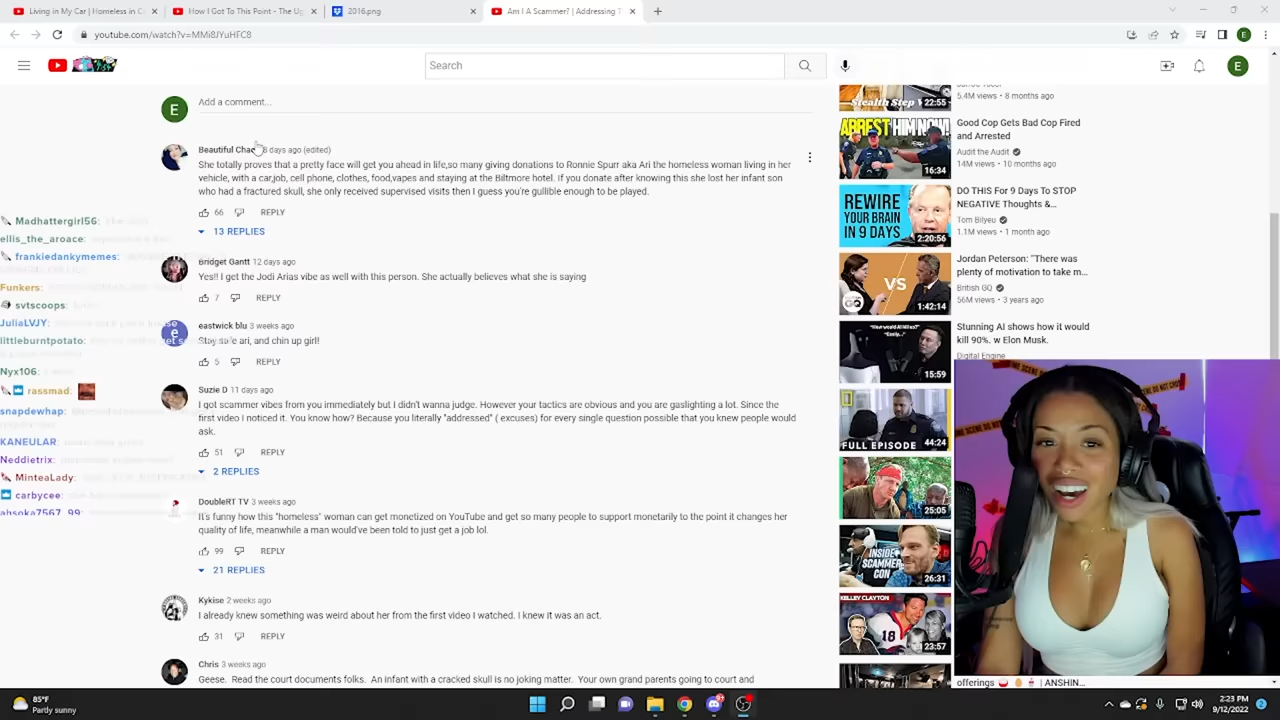 Living in My Car | Homeless in C
How I Got To This Point - The Ug
2016.png
Am I A Scammer? | Addressing T
youtube.com/watch?v=MMi8JYuHFC8
E
Search
E
E
Add a comment...
Beautiful Chao 8 days ago (edited)
She totally proves that a pretty face will get you ahead in life,so many giving donations to Ronnie Spurr aka Ari the homeless woman living in her
vehicle, with a car,job, cell phone, clothes, food,vapes and staying at the Biltmore hotel. If you donate after knowing this she lost her infant son
who had a fractured skull, she only received supervised visits then I guess you're gullible enough to be played.
66 REPLY
13 REPLIES
Bridget Gantt 12 days ago
Yes!! I get the Jodi Arias vibe as well with this person. She actually believes what she is saying
7 REPLY
eastwick blu 3 weeks ago
e
Stay safe ari, and chin up girl!
5 REPLY
Suzie D 11 days ago
I got scammer vibes from you immediately but I didn't wanna judge. However your tactics are obvious and you are gaslighting a lot. Since the
first video I noticed it. You know how? Because you literally "addressed" ( excuses) for every single question possible that you knew people would
ask.
51 REPLY
2 REPLIES
DoubleRT TV 3 weeks ago
It's funny how this "homeless" woman can get monetized on YouTube and get so many people to support monetarily to the point it changes her
quality of life, meanwhile a man would've been told to just get a job lol.
99 REPLY
21 REPLIES
Kykise 2 weeks ago
I already knew something was weird about her from the first video I watched. I knew it was an act.
31 REPLY
Chris 3 weeks ago
Geese. Read the court documents folks. An infant with a cracked skull is no joking matter. Your own grand parents going to court and
Madhattergirl56:
ellis_the_aroace:
frankiedankymemes:
Funkers:
svtscoops:
JuliaLVJY:
littleburntpotato:
Nyx106:
rassmad:
snapdewhap:
KANEULAR:
Neddietrix:
MinteaLady:
carbycee:
ahsoka7567_99:
Stealth Step V
22:55
5.4M views • 8 months ago
ARREST HIM NOW!
16:34
Good Cop Gets Bad Cop Fired
and Arrested
Audit the Audit
14M views • 10 months ago
REWIRE
YOUR BRAIN
IN 9 DAYS
2:20:56
DO THIS For 9 Days To STOP
NEGATIVE Thoughts &...
Tom Bilyeu
1.1M views • 1 month ago
VS
GQ
1:42:14
Jordan Peterson: "There was
plenty of motivation to take m...
British GQ
56M views • 3 years ago
15:59
Stunning AI shows how it would
kill 90%. w Elon Musk.
Digital Engine
FULL EPISODE
44:24
25:05
INSIDE
SCAMMER
CON
26:31
KELLEY CLAYTON
18
23:57
offerings | ANSHiN...
85°F
Partly sunny
2:23 PM
9/12/2022